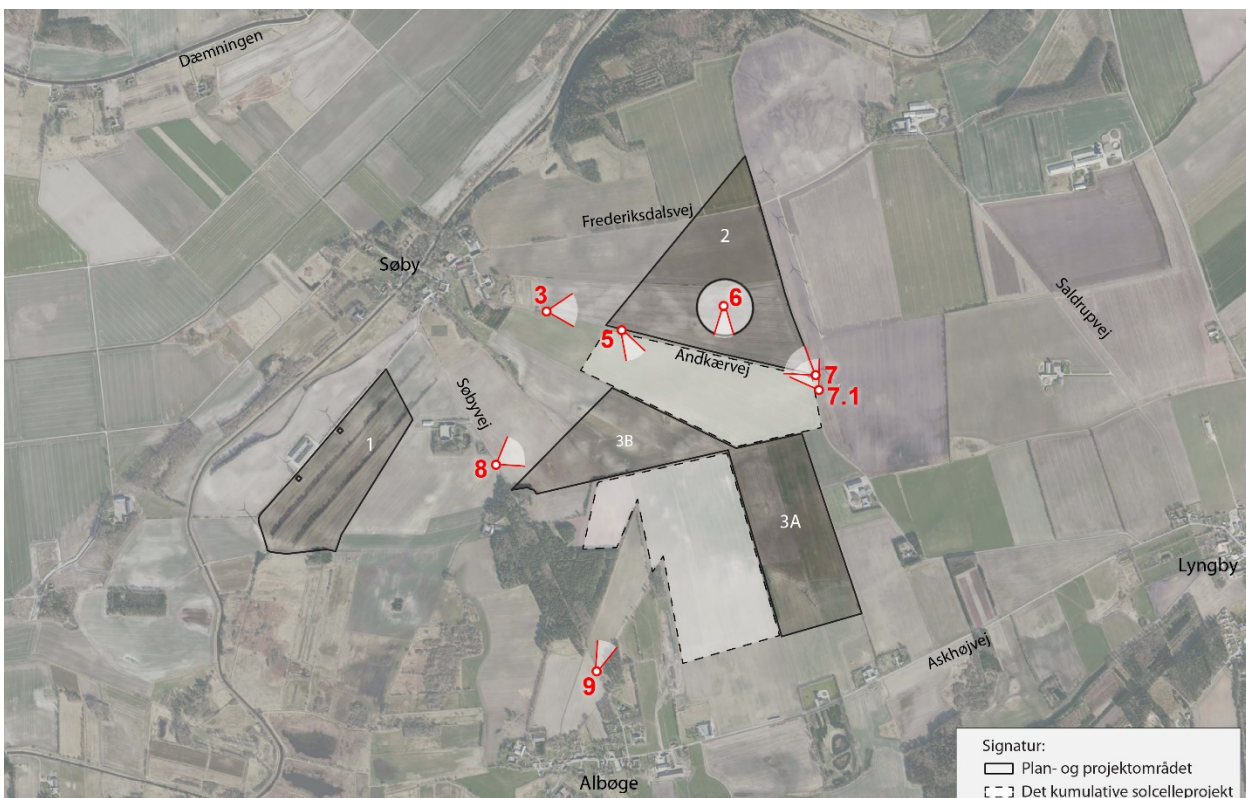 Dæmningen
Frederiksdalsvej
2
Søby
3
6
5
Andkærvej
7
7.1
Saldrupvej
Søbyvej
1
3B
8
3A
Lyngby
Askhøjvej
9
Albøge
Signatur:
Plan- og projektområdet
Det kumulative solcelleprojekt